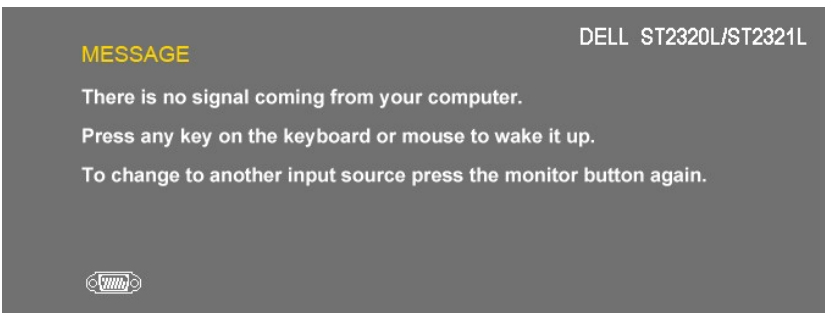 DELL ST2320L/ST2321L
MESSAGE
There is no signal coming from your computer.
Press any key on the keyboard or mouse to wake it up.
To change to another input source press the monitor button again.